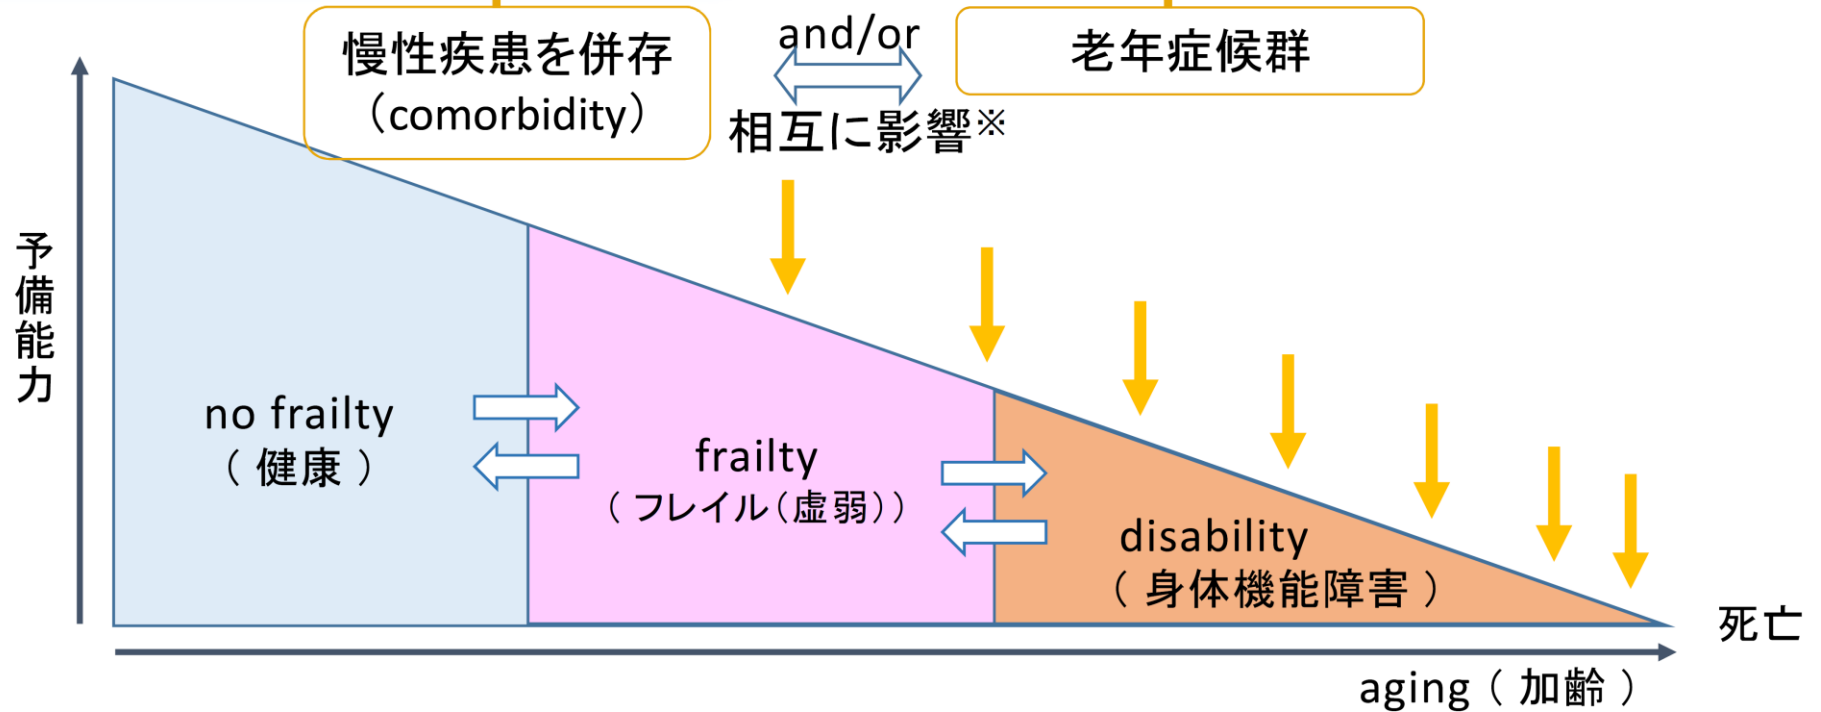 慢性疾患を併存
（comorbidity）
and/or
相互に影響※
老年症候群
予備能力
no frailty
（ 健康 ）
frailty
（ フレイル（虚弱））
disability
（ 身体機能障害 ）
死亡
aging（ 加齢 ）